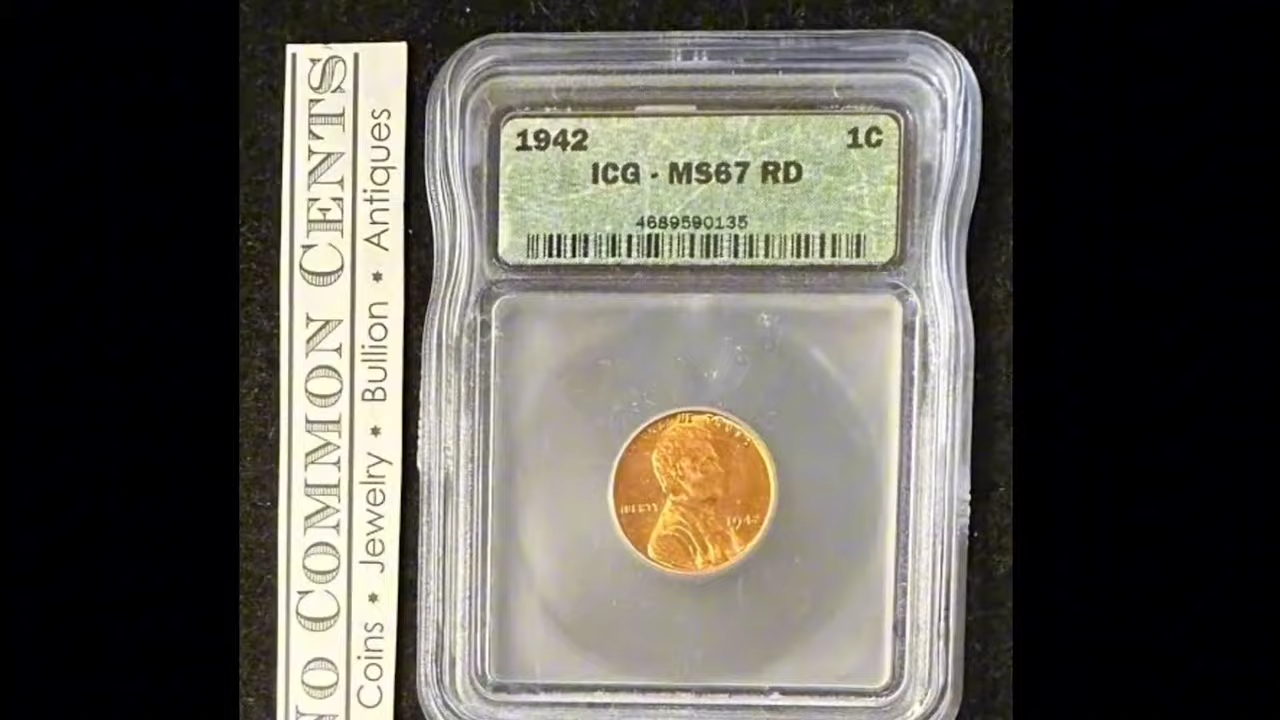 NO COMMON CENTS
Coins * Jewelry * Bullion * Antiques
1942 1C
ICG - MS67 RD
4689590135
LIBERTY
1942